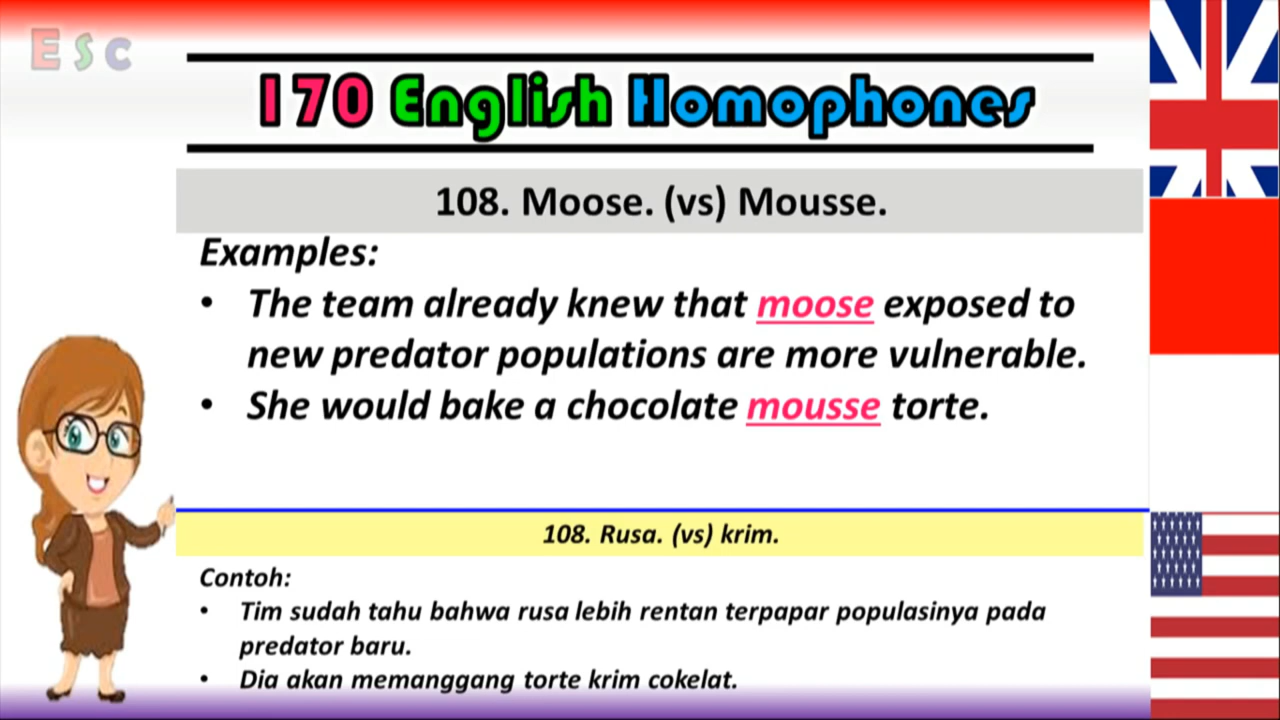 ESC
170 English Homophones
108. Moose. (vs) Mousse.
Examples:
• The team already knew that moose exposed to
new predator populations are more vulnerable.
• She would bake a chocolate mousse torte.
108. Rusa. (vs) krim.
Contoh:
• Tim sudah tahu bahwa rusa lebih rentan terpapar populasinya pada
predator baru.
• Dia akan memanggang torte krim cokelat.